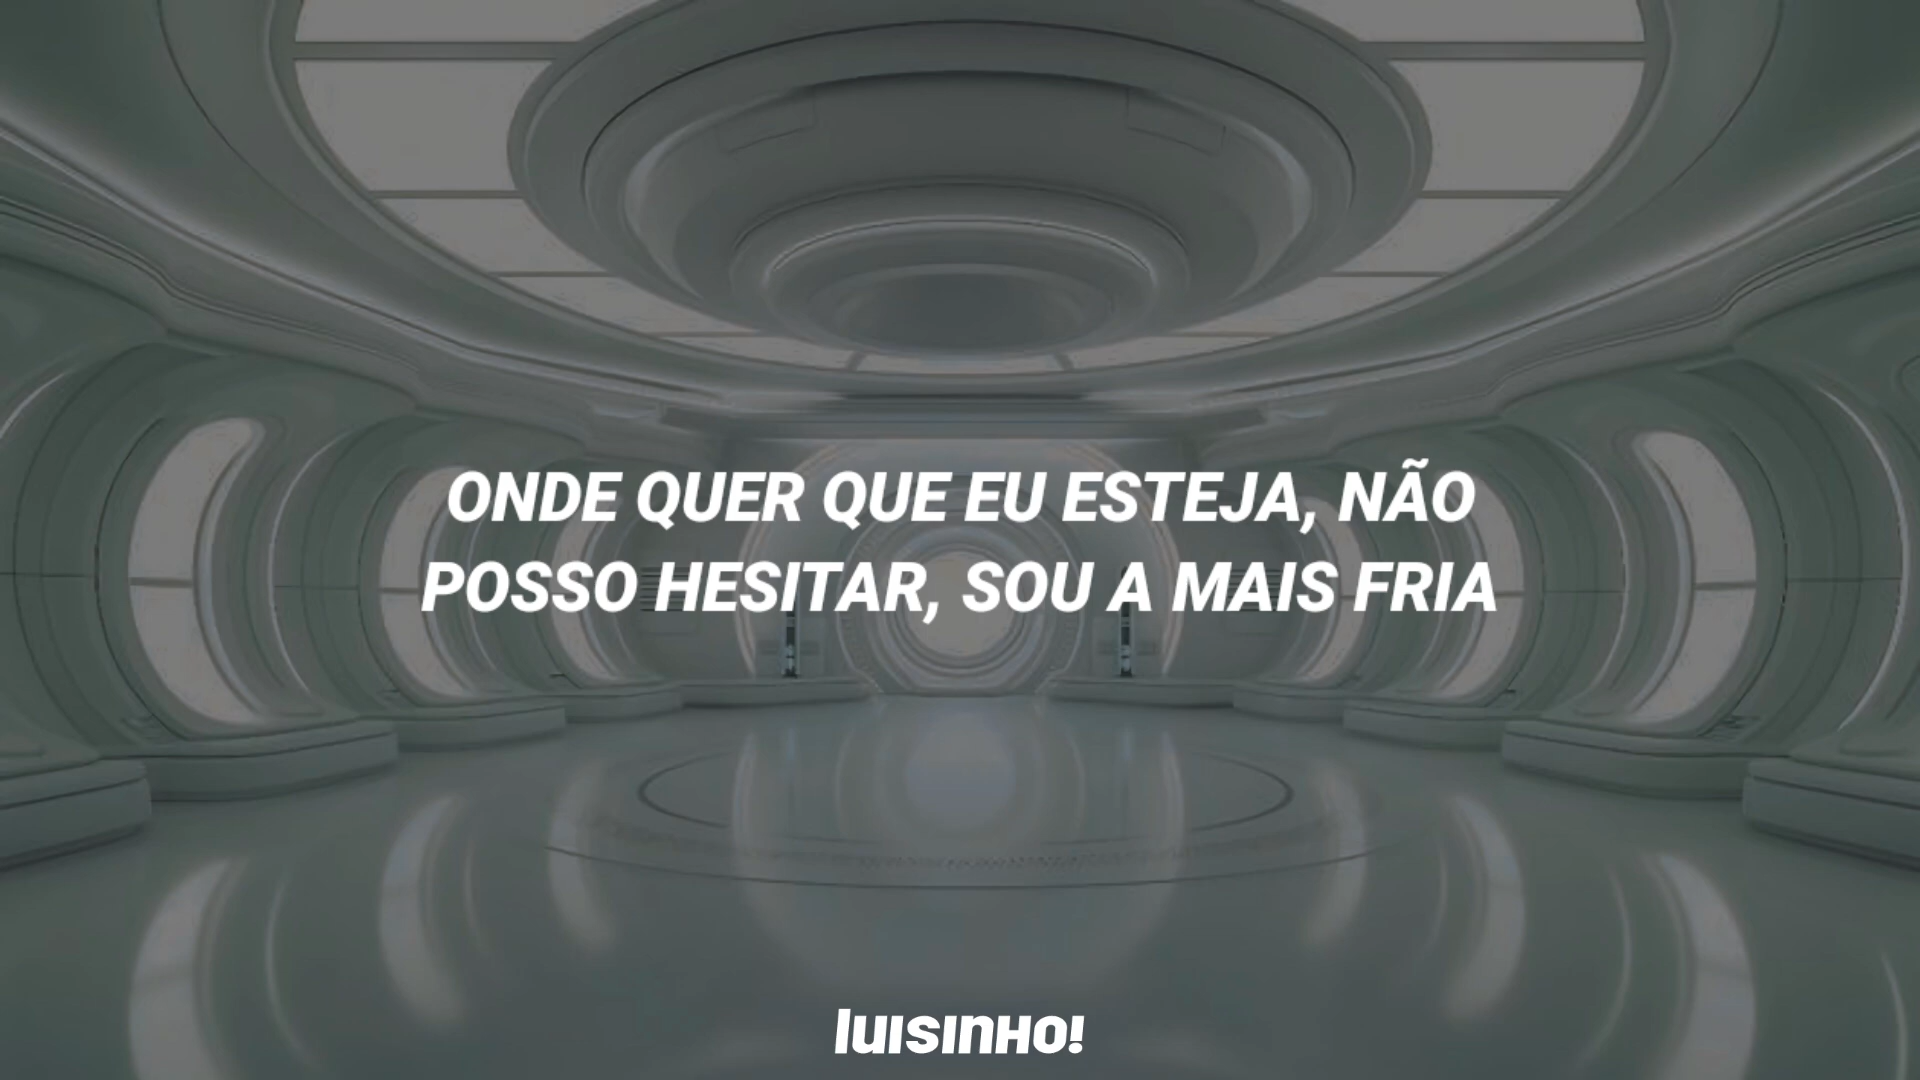 ONDE QUER QUE EU ESTEJA, NÃO
POSSO HESITAR, SOU A MAIS FRIA
LUISINHO!